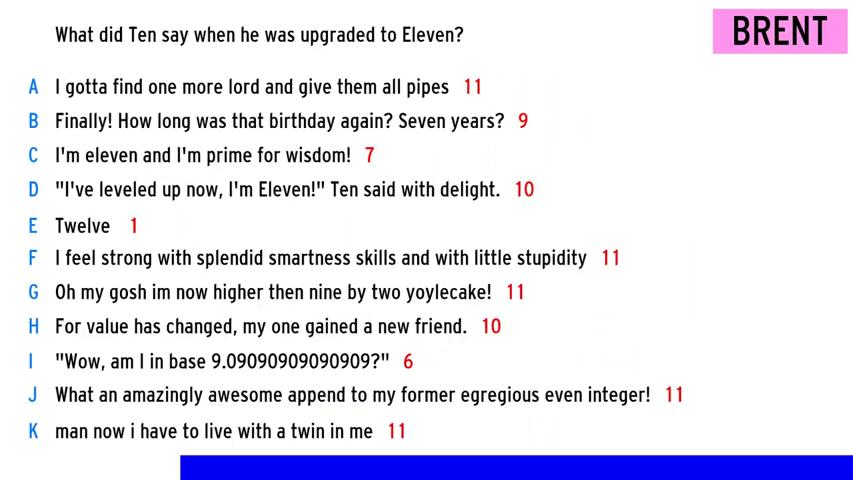 What did Ten say when he was upgraded to Eleven?
BRENT
A I gotta find one more lord and give them all pipes 11
B Finally! How long was that birthday again? Seven years? 9
C I'm eleven and I'm prime for wisdom! 7
D "I've leveled up now, I'm Eleven!" Ten said with delight. 10
E Twelve 1
F I feel strong with splendid smartness skills and with little stupidity 11
G Oh my gosh im now higher then nine by two yoylecake! 11
H For value has changed, my one gained a new friend. 10
I "Wow, am I in base 9.09090909090909?" 6
J What an amazingly awesome append to my former egregious even integer! 11
K man now i have to live with a twin in me 11